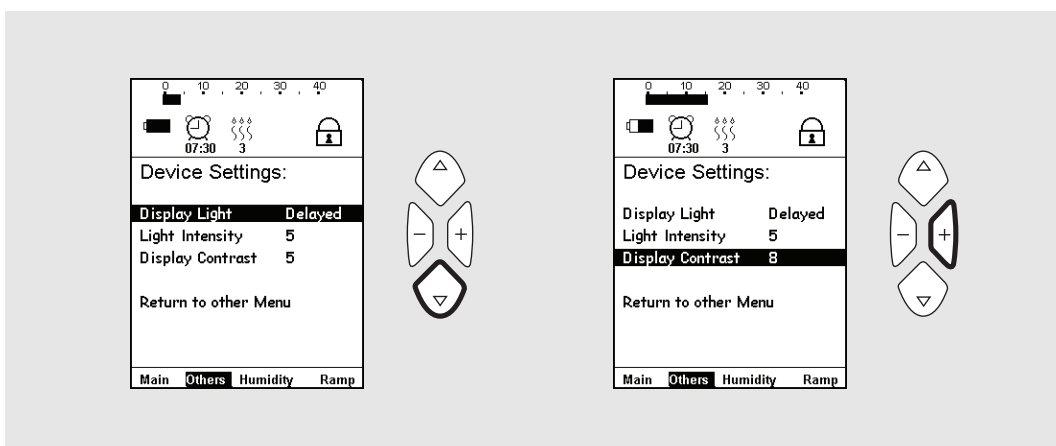 0 10 20 30 40
07:30 3
Device Settings:
Display Light Delayed
Light Intensity 5
Display Contrast 5
Return to other Menu
Main Others Humidity Ramp
− +
0 10 20 30 40
07:30 3
Device Settings:
Display Light Delayed
Light Intensity 5
Display Contrast 8
Return to other Menu
Main Others Humidity Ramp
− +